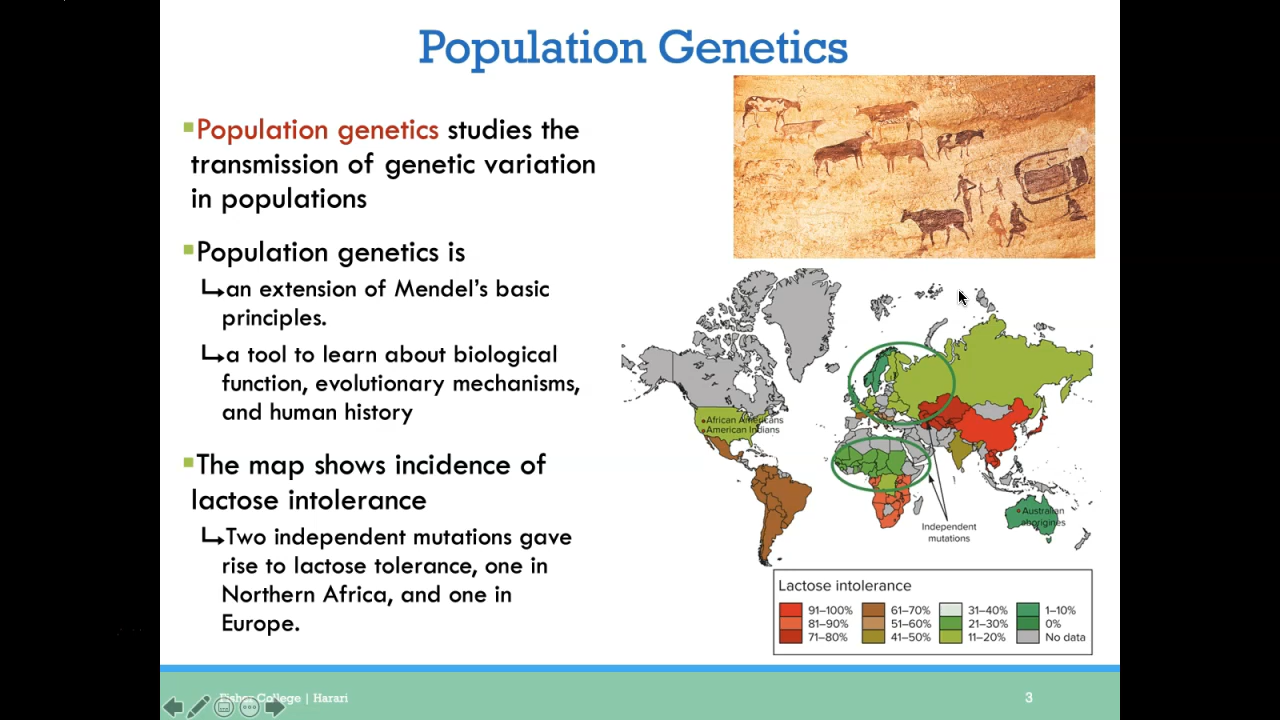 Population Genetics
Population genetics studies the
transmission of genetic variation
in populations
Population genetics is
an extension of Mendel's basic
principles.
a tool to learn about biological
function, evolutionary mechanisms,
and human history
The map shows incidence of
lactose intolerance
Two independent mutations gave
rise to lactose tolerance, one in
Northern Africa, and one in
Europe.
African Americans
American Indians
Australian
aborigines
Independent
mutations
Lactose intolerance
91–100% 61–70% 31–40% 1–10%
81–90% 51–60% 21–30% 0%
71–80% 41–50% 11–20% No data
Fisher College | Harari
3